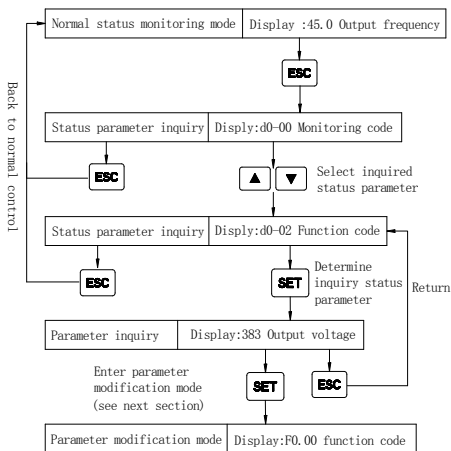 Normal status monitoring mode
Display :45.0 Output frequency
ESC
Back to normal control
Status parameter inquiry
Disply:d0-00 Monitoring code
ESC
▲
▼
Select inquired
status parameter
Status parameter inquiry
Disply:d0-02 Function code
ESC
SET
Determine
inquiry status
parameter
Return
Parameter inquiry
Display:383 Output voltage
Enter parameter
modification mode
(see next section)
SET
ESC
Parameter modification mode
Display:F0.00 function code